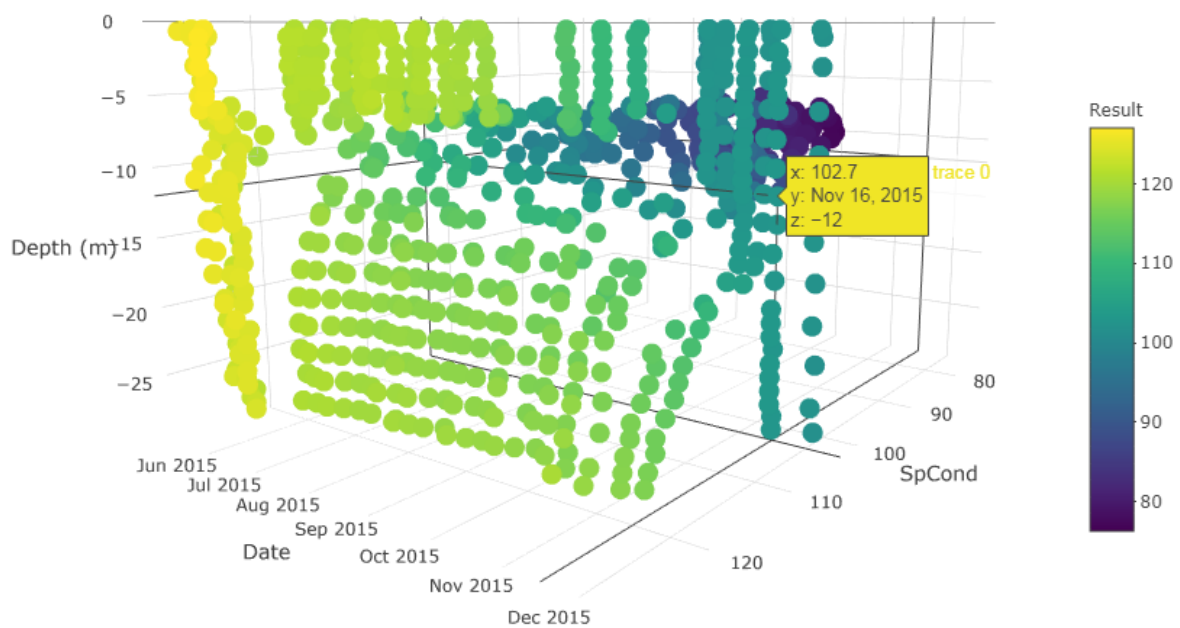 0
−5
−10
Depth (m)
−15
−20
−25
Jun 2015
Jul 2015
Aug 2015
Sep 2015
Oct 2015
Nov 2015
Dec 2015
Date
x: 102.7
y: Nov 16, 2015
z: −12
trace 0
80
90
100
110
120
SpCond
Result
120
110
100
90
80